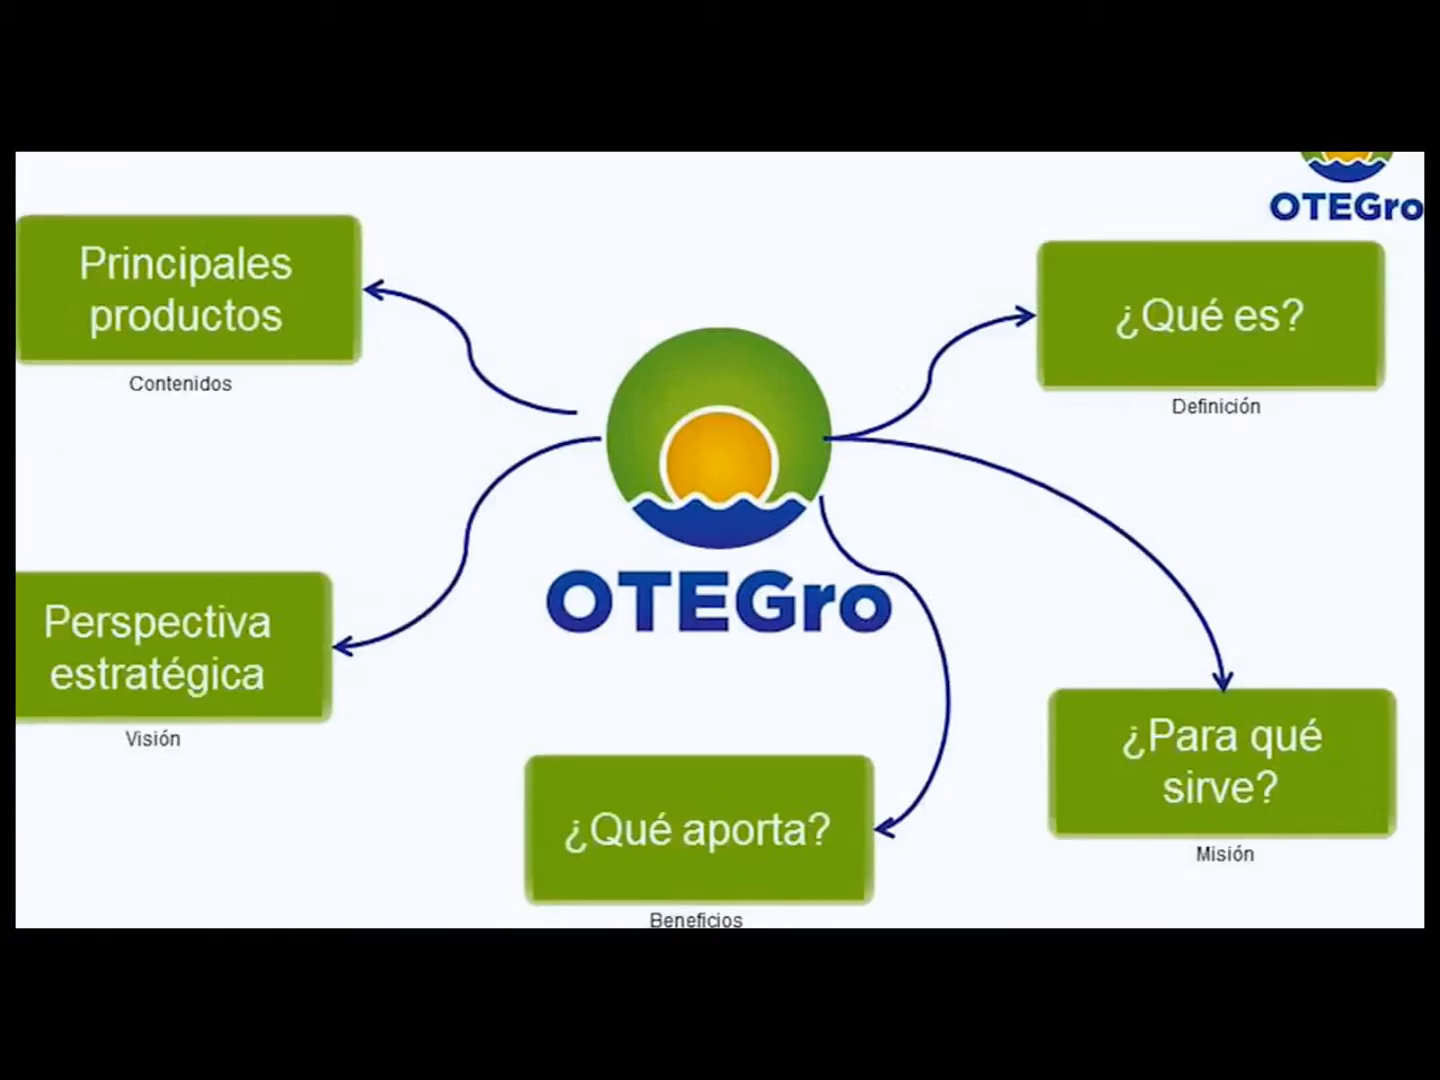 OTEGro
Principales
productos
Contenidos
¿Qué es?
Definición
OTEGro
Perspectiva
estratégica
Visión
¿Para qué
sirve?
Misión
¿Qué aporta?
Beneficios